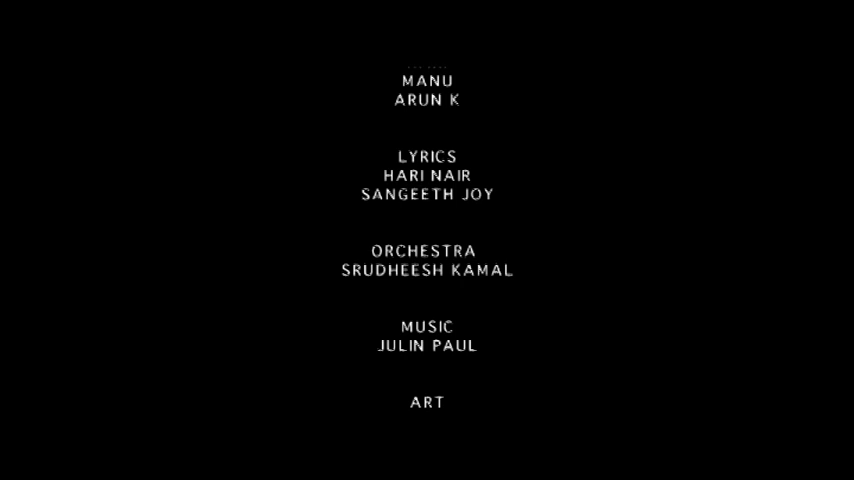 MANU
ARUN K
LYRICS
HARI NAIR
SANGEETH JOY
ORCHESTRA
SRUDHEESH KAMAL
MUSIC
JULIN PAUL
ART